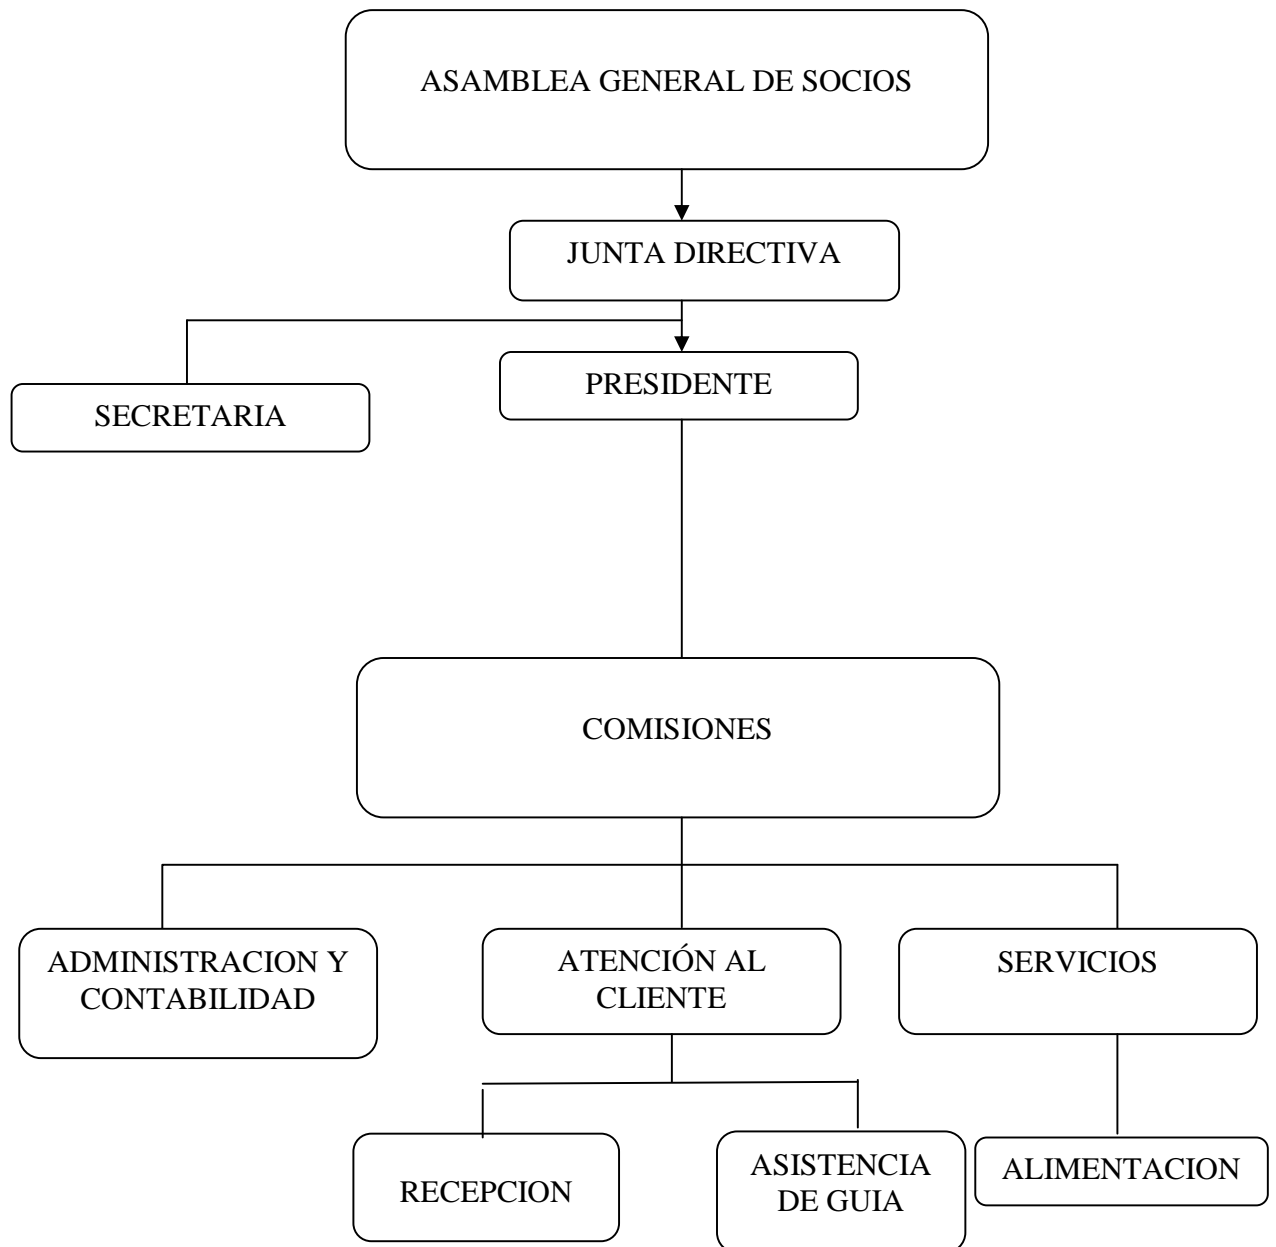 ASAMBLEA GENERAL DE SOCIOS
JUNTA DIRECTIVA
PRESIDENTE
SECRETARIA
COMISIONES
ADMINISTRACION Y
CONTABILIDAD
ATENCIÓN AL
CLIENTE
SERVICIOS
RECEPCION
ASISTENCIA
DE GUIA
ALIMENTACION